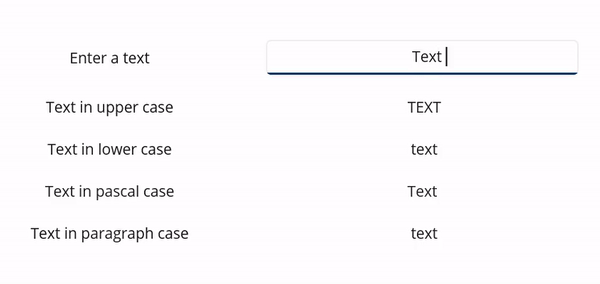 Enter a text Text
Text in upper case TEXT
Text in lower case text
Text in pascal case Text
Text in paragraph case text